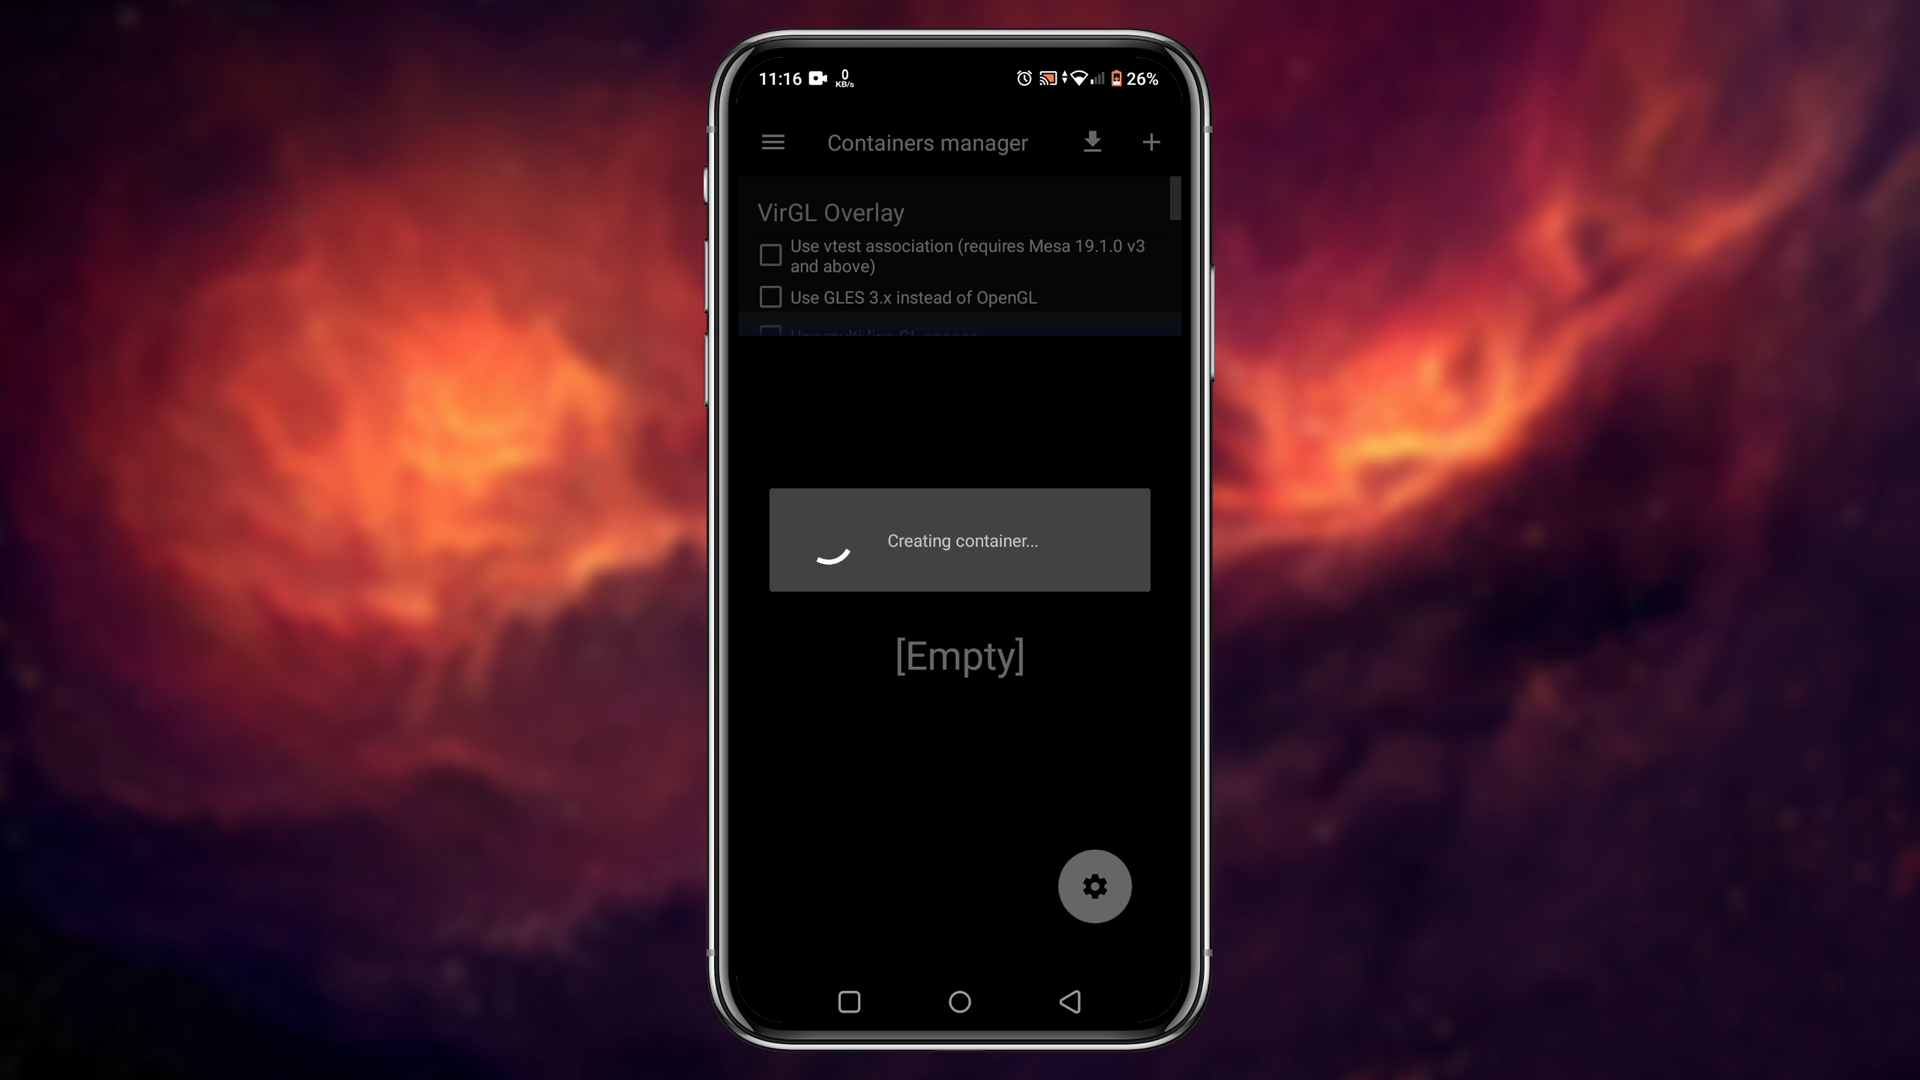 11:16 0 KB/s 26%
Containers manager
VirGL Overlay
Use vtest association (requires Mesa 19.1.0 v3
and above)
Use GLES 3.x instead of OpenGL
Creating container...
[Empty]